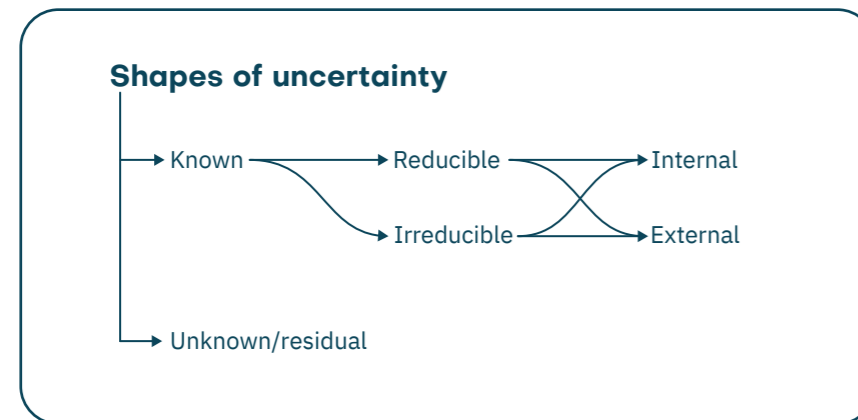 Shapes of uncertainty
Known Reducible Internal
Irreducible External
Unknown/residual